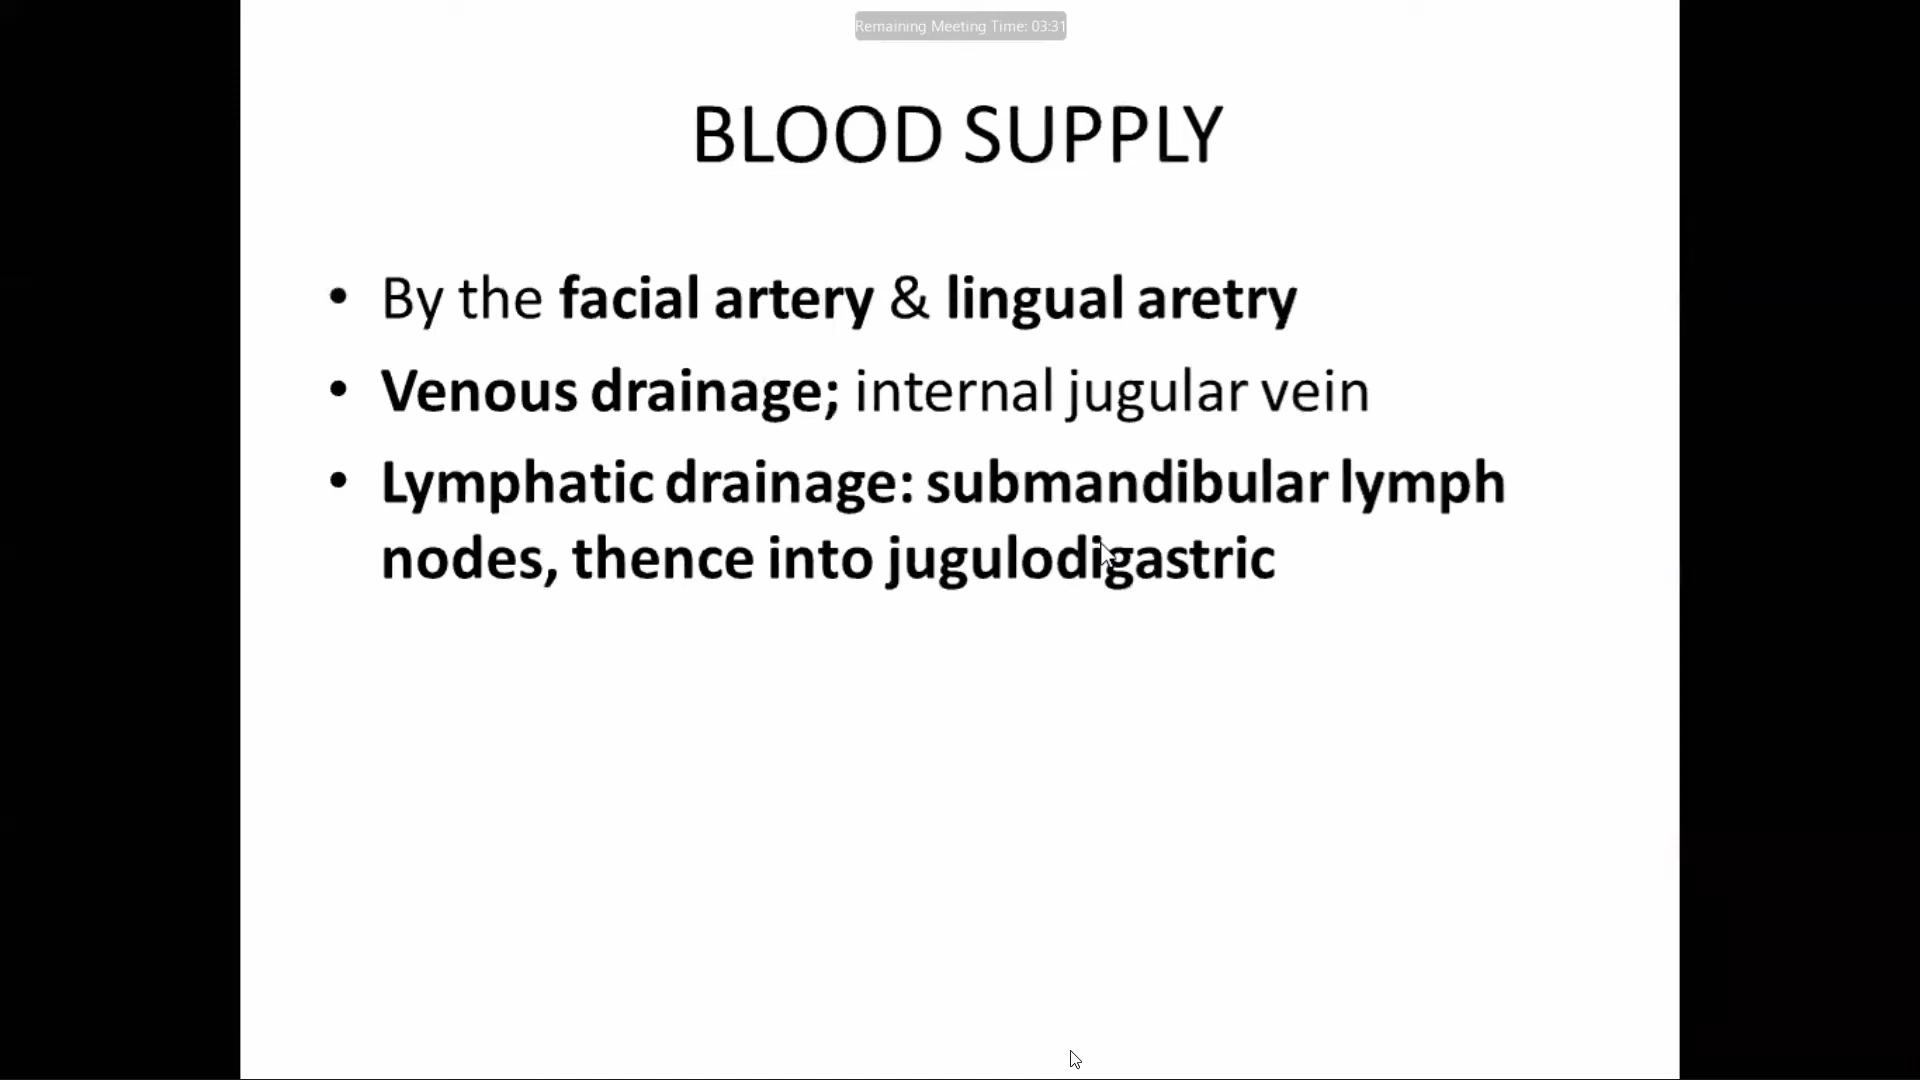 Remaining Meeting Time: 03:31
BLOOD SUPPLY
• By the facial artery & lingual aretry
• Venous drainage; internal jugular vein
• Lymphatic drainage: submandibular lymph
nodes, thence into jugulodigastric